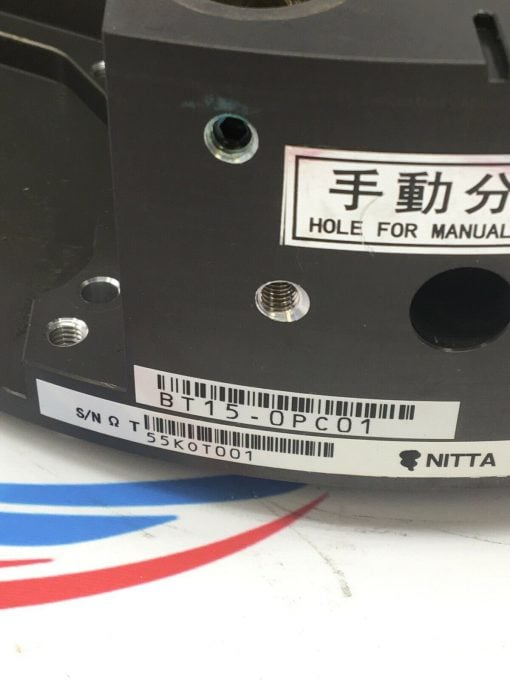 手動分
HOLE FOR MANUAL
BT15-0PC01
S/N Ω T 55K0T001
NITTA